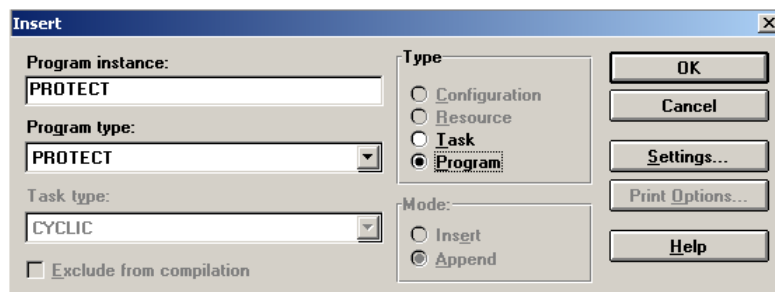 Insert
Program instance:
PROTECT
Program type:
PROTECT
Task type:
CYCLIC
Exclude from compilation
Type
Configuration
Resource
Task
Program
Mode:
Insert
Append
OK
Cancel
Settings...
Print Options...
Help